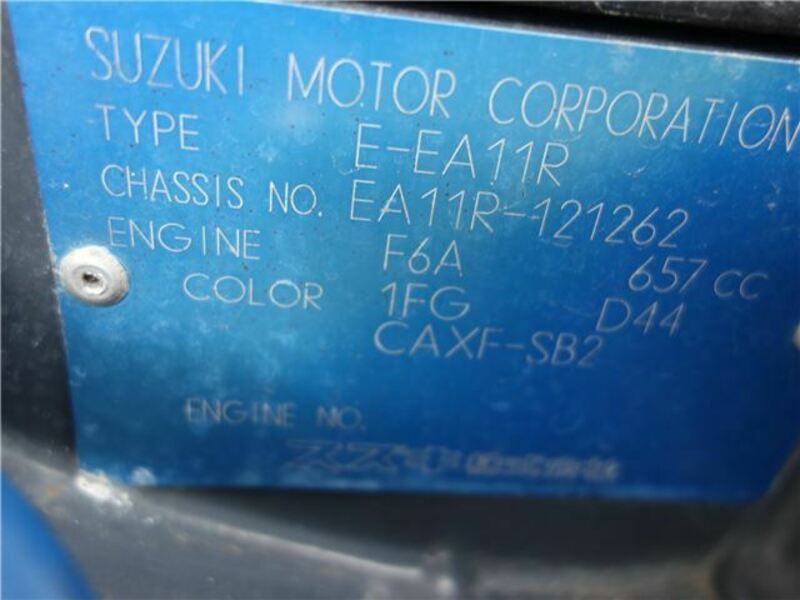 SUZUKI MOTOR CORPORATION
TYPE E-EA11R
CHASSIS NO. EA11R-121262
ENGINE F6A 657 CC
COLOR 1FG D44
CAXF-SB2
ENGINE NO.